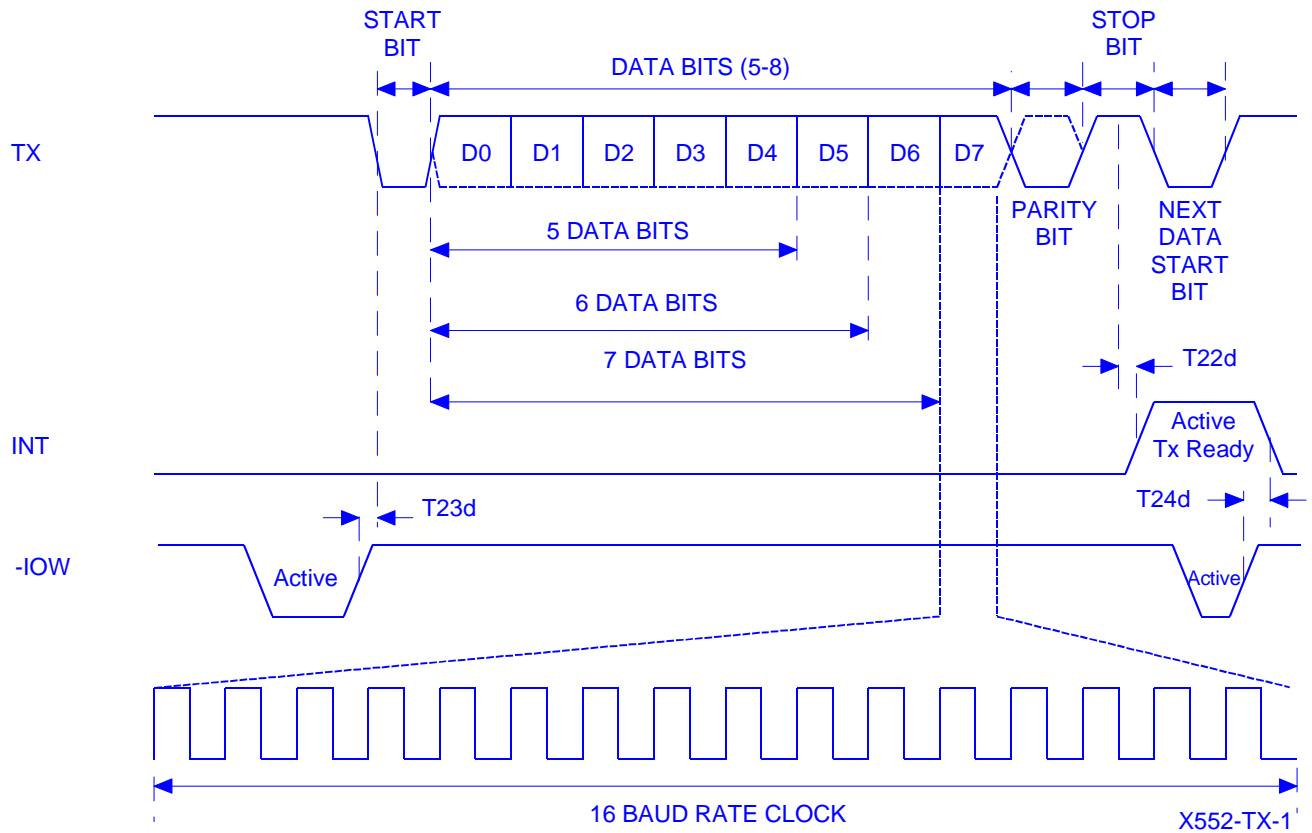 START
BIT
STOP
BIT
DATA BITS (5-8)
TX
D0 D1 D2 D3 D4 D5 D6 D7
PARITY
BIT
NEXT
DATA
START
BIT
5 DATA BITS
6 DATA BITS
7 DATA BITS
T22d
INT
Active
Tx Ready
T23d
T24d
-IOW
Active
Active
16 BAUD RATE CLOCK
X552-TX-1